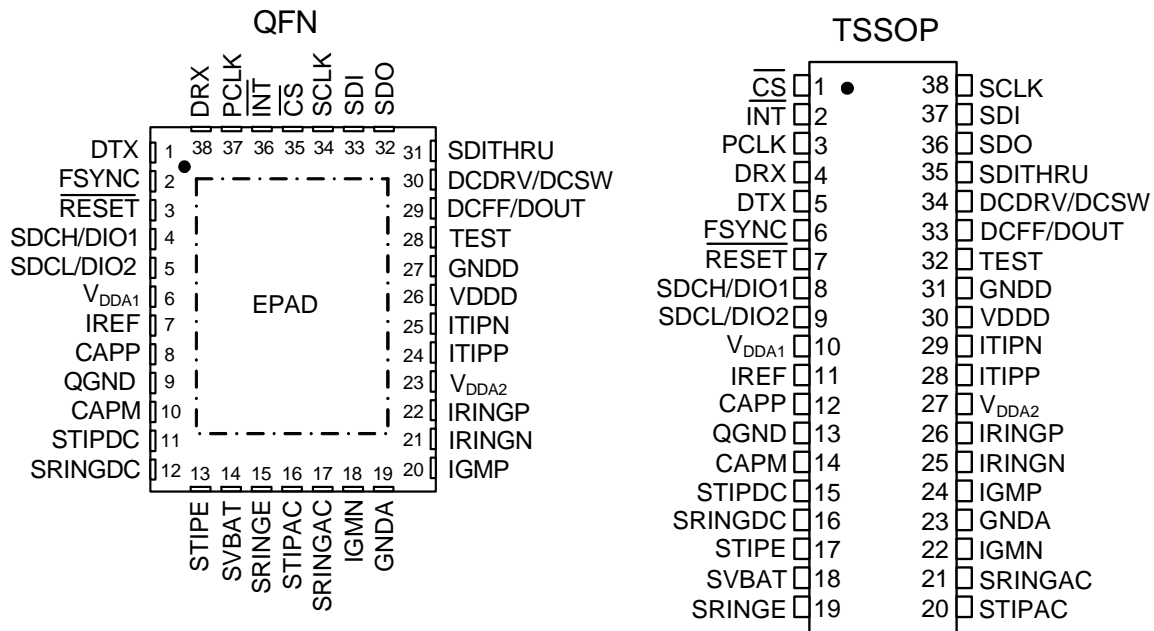 QFN
DRX
PCLK
INT
CS
SCLK
SDI
SDO
38 37 36 35 34 33 32
DTX 1
FSYNC 2
RESET 3
SDCH/DIO1 4
SDCL/DIO2 5
VDDA1 6
IREF 7
CAPP 8
QGND 9
CAPM 10
STIPDC 11
SRINGDC 12
EPAD
31 SDITHRU
30 DCDRV/DCSW
29 DCFF/DOUT
28 TEST
27 GNDD
26 VDDD
25 ITIPN
24 ITIPP
23 VDDA2
22 IRINGP
21 IRINGN
20 IGMP
13 14 15 16 17 18 19
STIPE
SVBAT
SRINGE
STIPAC
SRINGAC
IGMN
GNDA
TSSOP
CS 1
INT 2
PCLK 3
DRX 4
DTX 5
FSYNC 6
RESET 7
SDCH/DIO1 8
SDCL/DIO2 9
VDDA1 10
IREF 11
CAPP 12
QGND 13
CAPM 14
STIPDC 15
SRINGDC 16
STIPE 17
SVBAT 18
SRINGE 19
38 SCLK
37 SDI
36 SDO
35 SDITHRU
34 DCDRV/DCSW
33 DCFF/DOUT
32 TEST
31 GNDD
30 VDDD
29 ITIPN
28 ITIPP
27 VDDA2
26 IRINGP
25 IRINGN
24 IGMP
23 GNDA
22 IGMN
21 SRINGAC
20 STIPAC